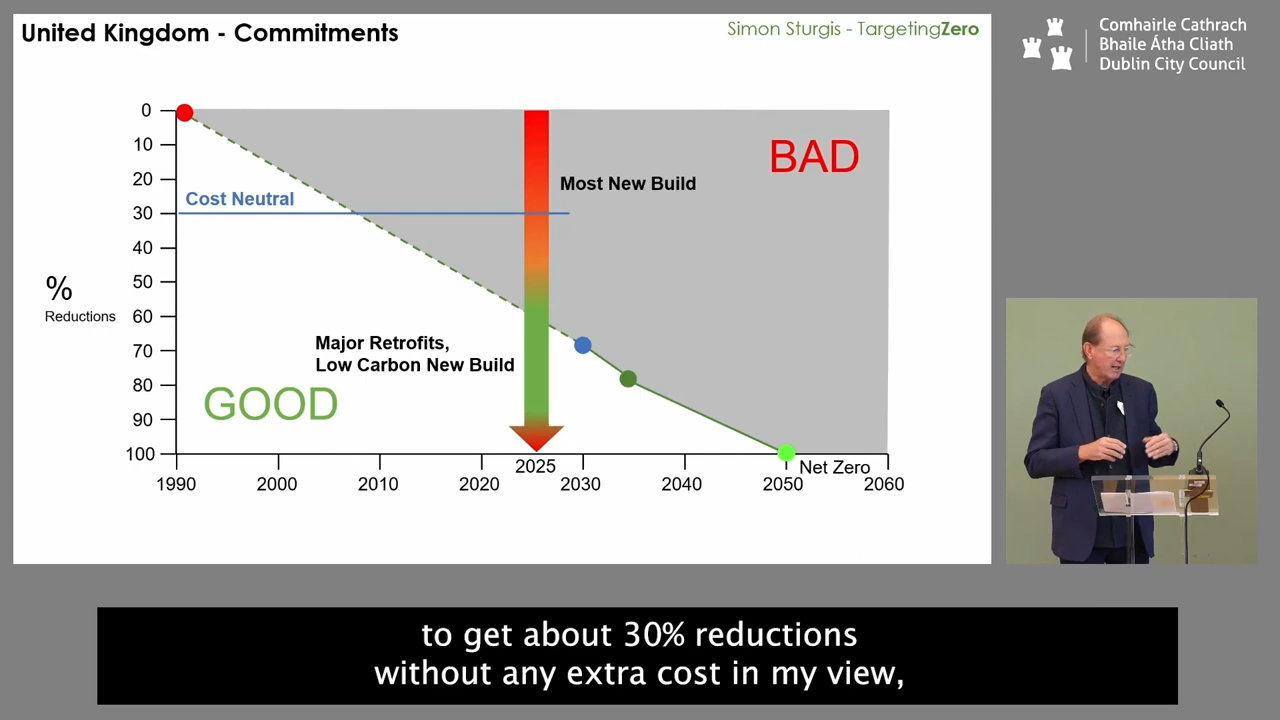 United Kingdom - Commitments
Simon Sturgis - TargetingZero
Comhairle Cathrach
Bhaile Átha Cliath
Dublin City Council
0
10
20
30
40
50
60
70
80
90
100
%
Reductions
Cost Neutral
Most New Build
BAD
Major Retrofits,
Low Carbon New Build
GOOD
2025
Net Zero
1990
2000
2010
2020
2030
2040
2050
2060
to get about 30% reductions
without any extra cost in my view,